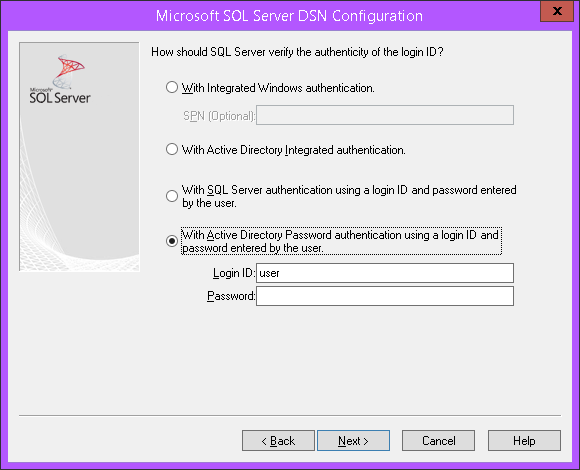 Microsoft SQL Server DSN Configuration
x
Microsoft
SQL Server
How should SQL Server verify the authenticity of the login ID?
With Integrated Windows authentication.
SPN (Optional):
With Active Directory Integrated authentication.
With SQL Server authentication using a login ID and password entered
by the user.
With Active Directory Password authentication using a login ID and
password entered by the user.
Login ID: user
Password:
< Back Next > Cancel Help